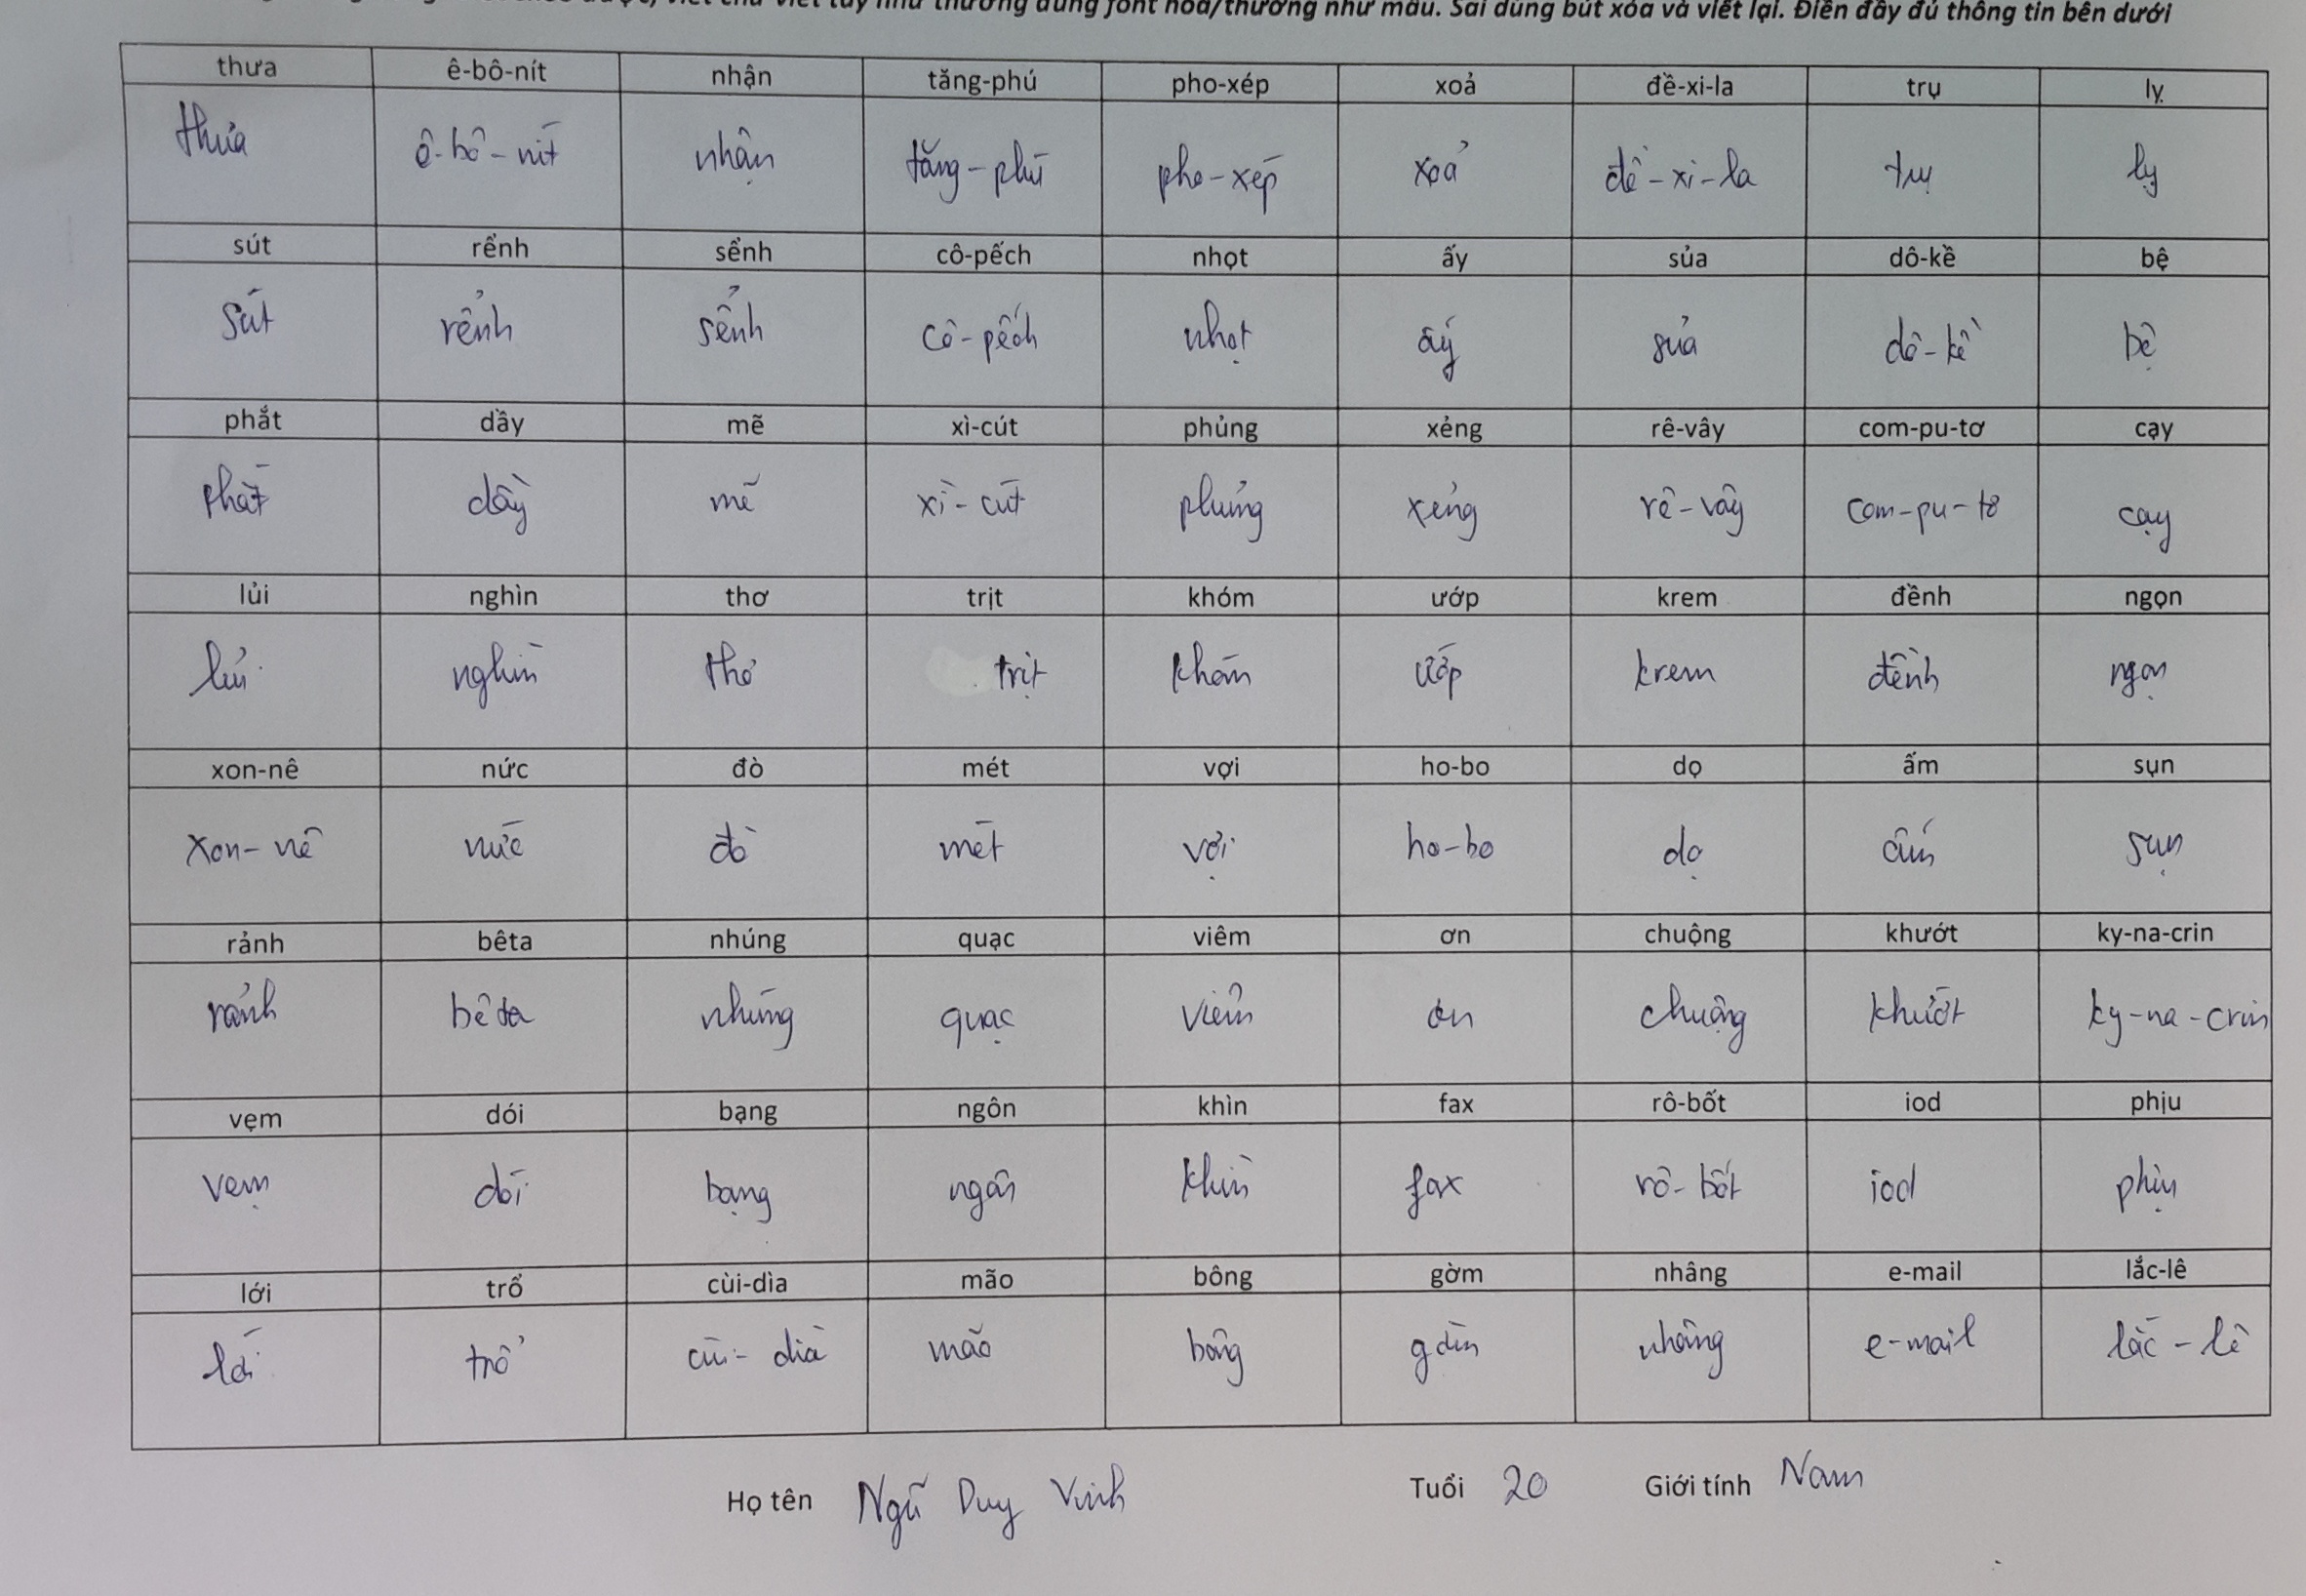 viết chữ viết tay như thường dùng font hoa/thường như mẫu. Sai dùng bút xóa và viết lại. Điền đầy đủ thông tin bên dưới
thưa ê-bô-nít nhận tăng-phú pho-xép xoả đề-xi-la trụ lỵ
thưa ê-bô-nít nhận tăng-phú pho-xép xoả đề-xi-la trụ lỵ
sút rểnh sểnh cô-pếch nhọt ấy sủa dô-kề bệ
sút rểnh sểnh cô-pếch nhọt ấy sủa dô-kề bệ
phắt dầy mẽ xì-cút phủng xẻng rê-vây com-pu-tơ cạy
phắt dầy mẽ xì-cút phủng xẻng rê-vây com-pu-tơ cạy
lủi nghìn thơ trịt khóm ướp krem đềnh ngọn
lủi nghìn thơ trịt khóm ướp krem đềnh ngọn
xon-nê nức đò mét vợi ho-bo dọ ấm sụn
xon-nê nức đò mét vợi ho-bo dọ ấm sụn
rảnh bêta nhúng quạc viêm ơn chuộng khướt ky-na-crin
rảnh bêta nhúng quạc viêm ơn chuộng khướt ky-na-crin
vẹm dói bạng ngôn khìn fax rô-bốt iod phịu
vẹm dói bạng ngôn khìn fax rô-bốt iod phịu
lới trổ cùi-dìa mão bông gờm nhâng e-mail lắc-lê
lới trổ cùi-dìa mão bông gờm nhâng e-mail lắc-lê
Họ tên Ngũ Duy Vinh Tuổi 20 Giới tính Nam